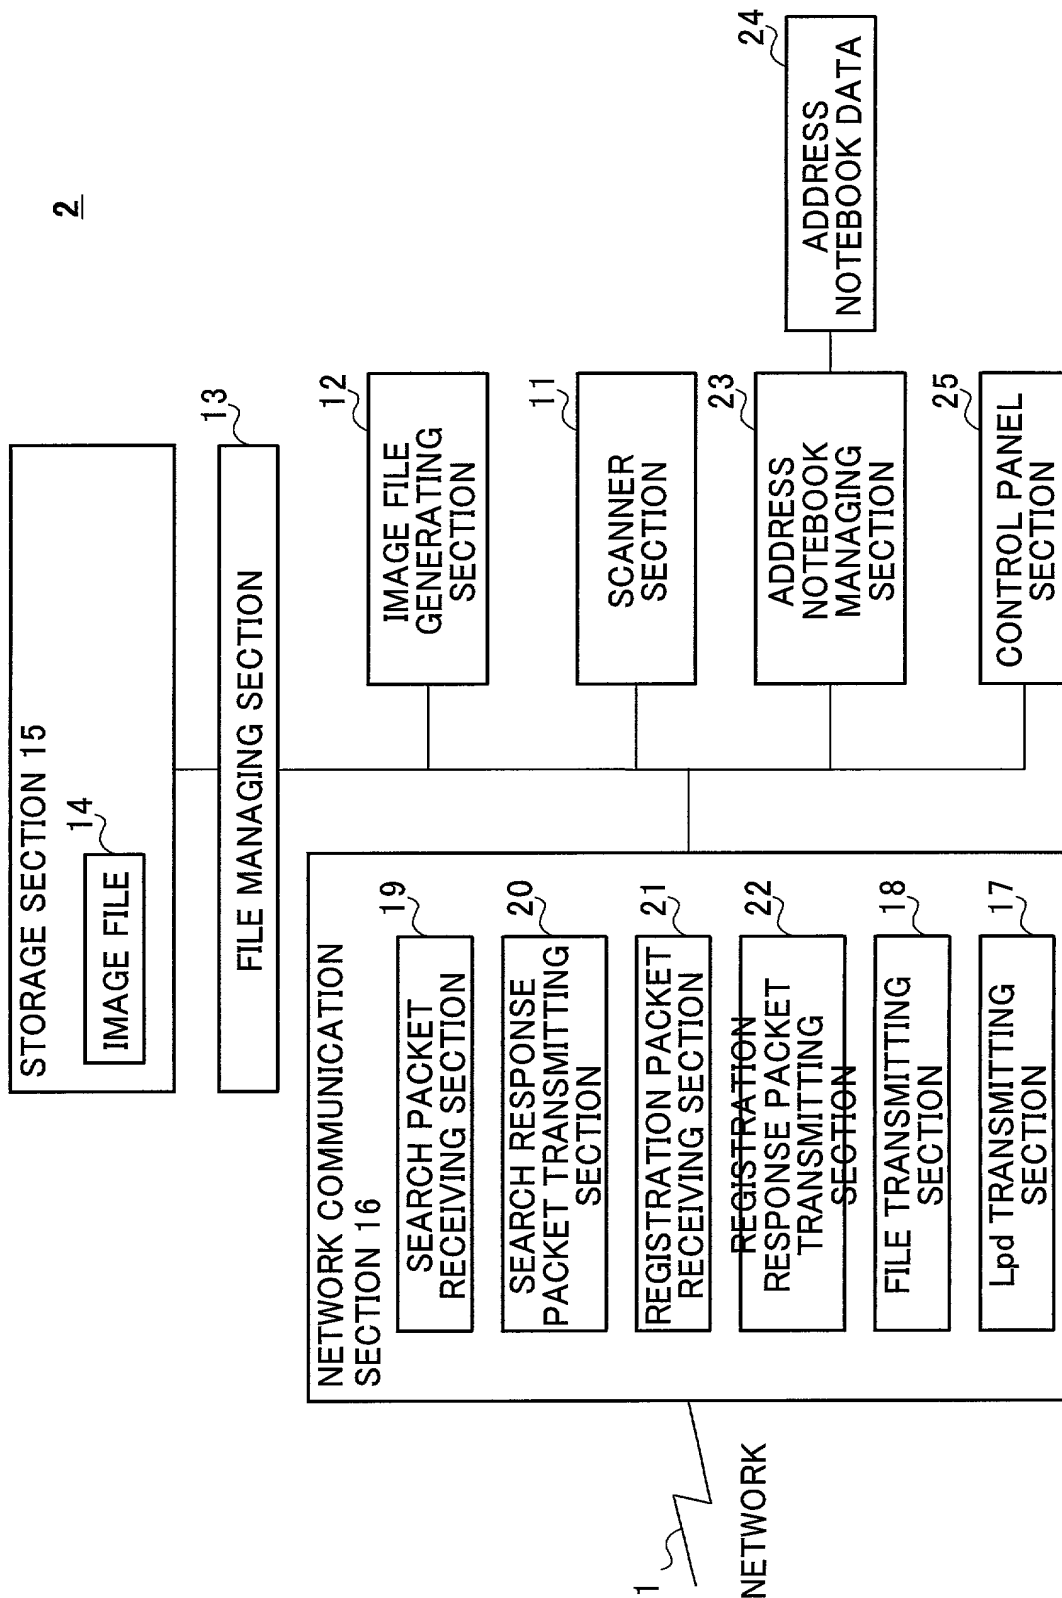 2
STORAGE SECTION 15
14
IMAGE FILE
13
FILE MANAGING SECTION
NETWORK COMMUNICATION
SECTION 16
19
SEARCH PACKET
RECEIVING SECTION
20
SEARCH RESPONSE
PACKET TRANSMITTING
SECTION
21
REGISTRATION PACKET
RECEIVING SECTION
22
REGISTRATION
RESPONSE PACKET
TRANSMITTING
SECTION
18
FILE TRANSMITTING
SECTION
17
Lpd TRANSMITTING
SECTION
1
NETWORK
12
IMAGE FILE
GENERATING
SECTION
11
SCANNER
SECTION
23
ADDRESS
NOTEBOOK
MANAGING
SECTION
24
ADDRESS
NOTEBOOK DATA
25
CONTROL PANEL
SECTION